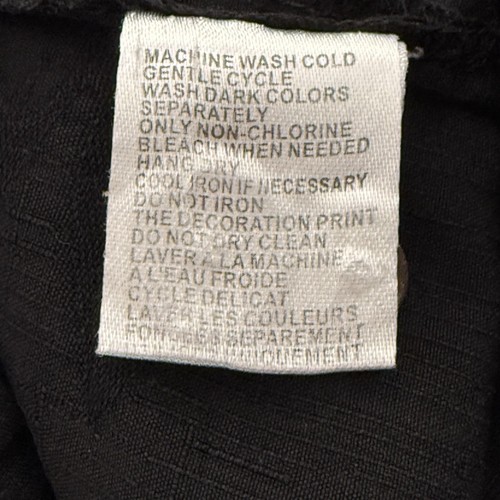 MACHINE WASH COLD
GENTLE CYCLE
WASH DARK COLORS
SEPARATELY
ONLY NON-CHLORINE
BLEACH WHEN NEEDED
HANG DRY
COOL IRON IF NECESSARY
DO NOT IRON
THE DECORATION PRINT
DO NOT DRY CLEAN
LAVER A LA MACHINE
A L'EAU FROIDE
CYCLE DELICAT
LAVER LES COULEURS
FONCEES SEPAREMENT